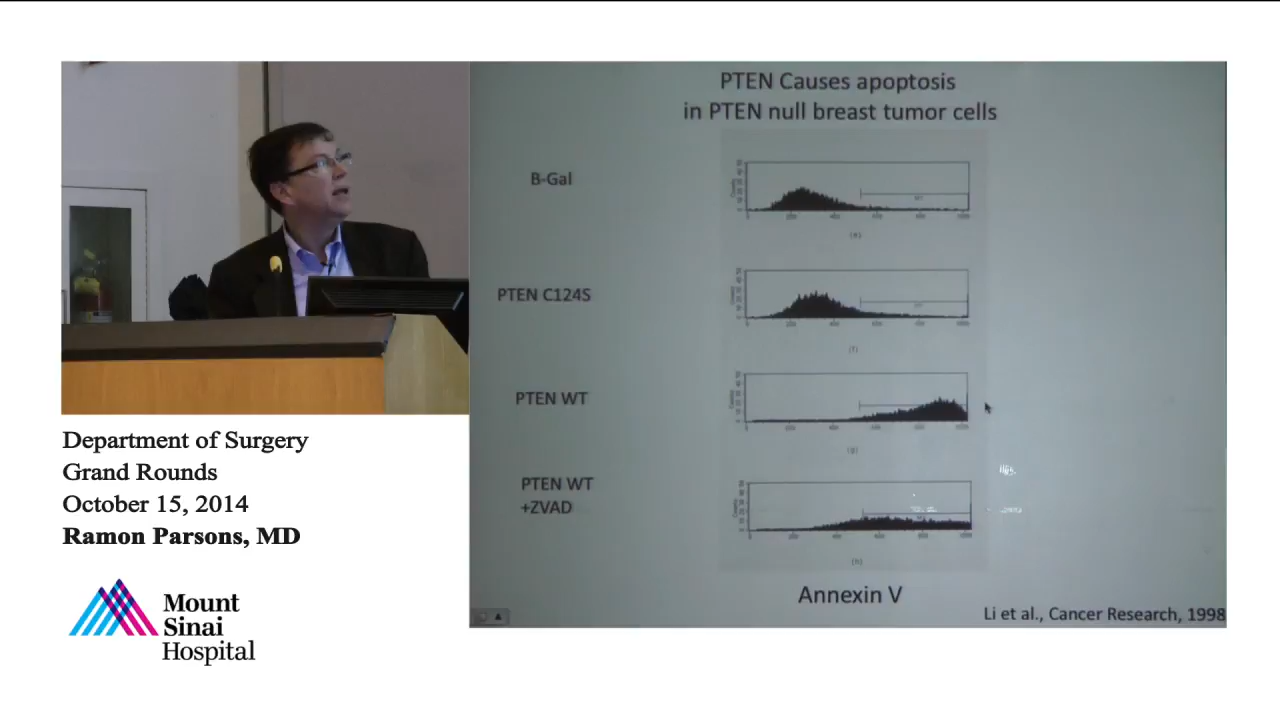 PTEN Causes apoptosis
in PTEN null breast tumor cells
B-Gal
PTEN C124S
PTEN WT
PTEN WT
+ZVAD
Annexin V
Li et al., Cancer Research, 1998
Department of Surgery
Grand Rounds
October 15, 2014
Ramon Parsons, MD
Mount
Sinai
Hospital